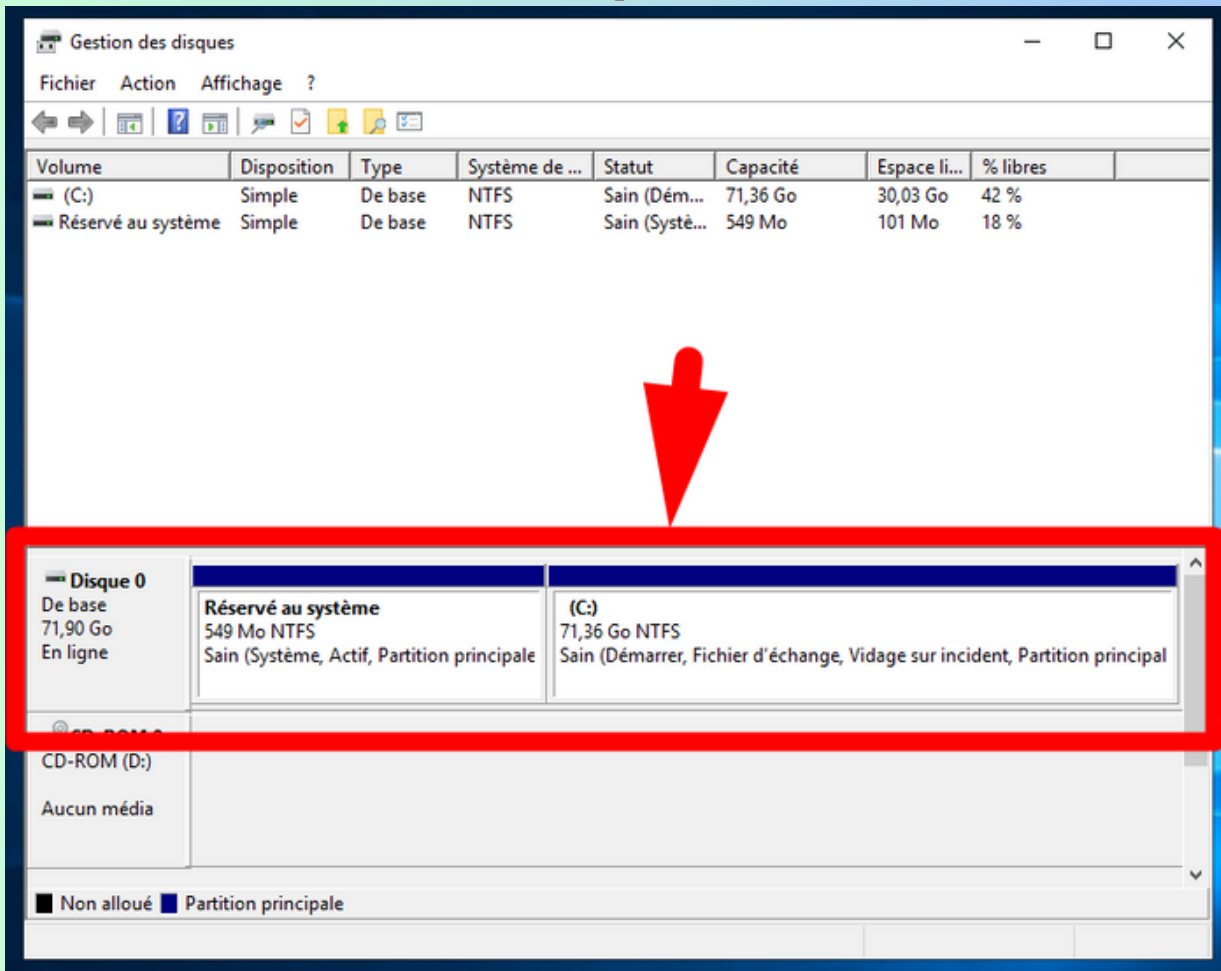 Gestion des disques
Fichier Action Affichage ?
Volume Disposition Type Système de ... Statut Capacité Espace li... % libres
(C:) Simple De base NTFS Sain (Dém... 71,36 Go 30,03 Go 42 %
Réservé au système Simple De base NTFS Sain (Systè... 549 Mo 101 Mo 18 %
Disque 0
De base
71,90 Go
En ligne
Réservé au système
549 Mo NTFS
Sain (Système, Actif, Partition principale
(C:)
71,36 Go NTFS
Sain (Démarrer, Fichier d'échange, Vidage sur incident, Partition principal
CD-ROM (D:)
Aucun média
Non alloué Partition principale